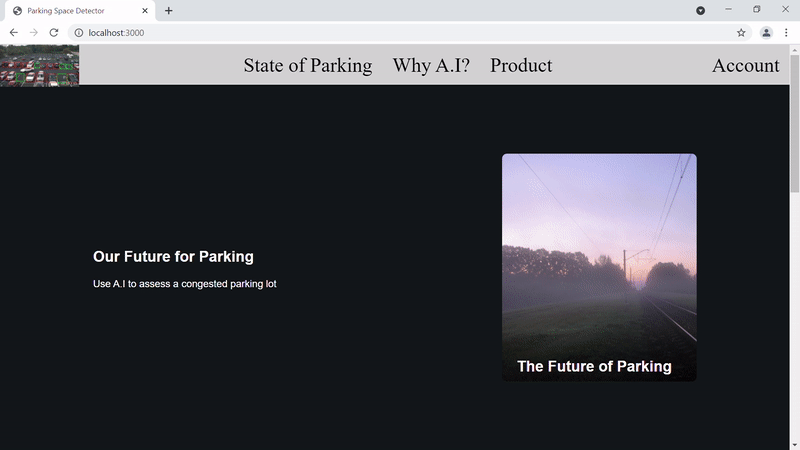 Parking Space Detector
localhost:3000
State of Parking Why A.I? Product Account
Our Future for Parking
Use A.I to assess a congested parking lot
The Future of Parking